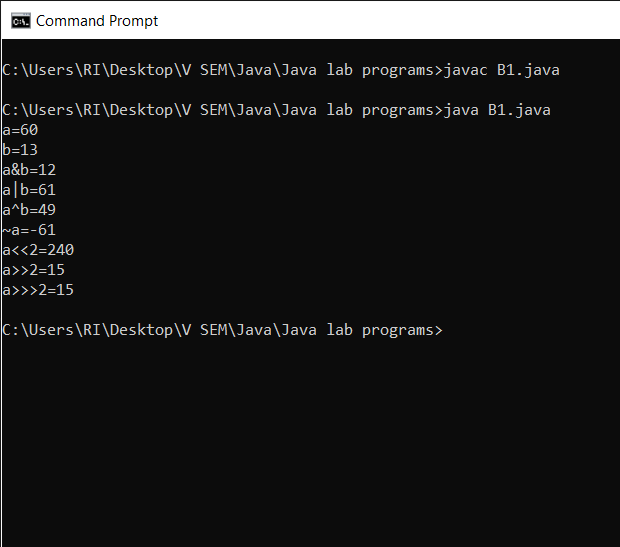 Command Prompt
C:\Users\RI\Desktop\V SEM\Java\Java lab programs>javac B1.java
C:\Users\RI\Desktop\V SEM\Java\Java lab programs>java B1.java
a=60
b=13
a&b=12
a|b=61
a^b=49
~a=-61
a<<2=240
a>>2=15
a>>>2=15
C:\Users\RI\Desktop\V SEM\Java\Java lab programs>